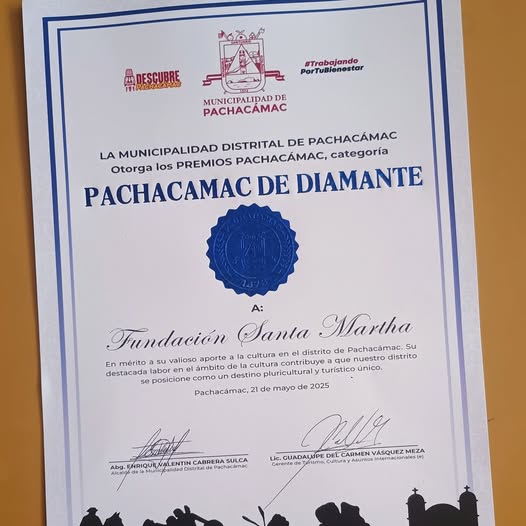 DESCUBRE
PACHACAMAC
SANTUARIO
MUNICIPALIDAD DE
PACHACÁMAC
#Trabajando
PorTuBienestar
LA MUNICIPALIDAD DISTRITAL DE PACHACÁMAC
Otorga los PREMIOS PACHACÁMAC, categoría
PACHACAMAC DE DIAMANTE
A:
Fundación Santa Martha
En mérito a su valioso aporte a la cultura en el distrito de Pachacámac. Su
destacada labor en el ámbito de la cultura contribuye a que nuestro distrito
se posicione como un destino pluricultural y turístico único.
Pachacámac, 21 de mayo de 2025
Abg. ENRIQUE VALENTIN CABRERA SULCA
Alcalde de la Municipalidad Distrital de Pachacámac
Lic. GUADALUPE DEL CARMEN VÁSQUEZ MEZA
Gerente de Turismo, Cultura y Asuntos Internacionales (e)